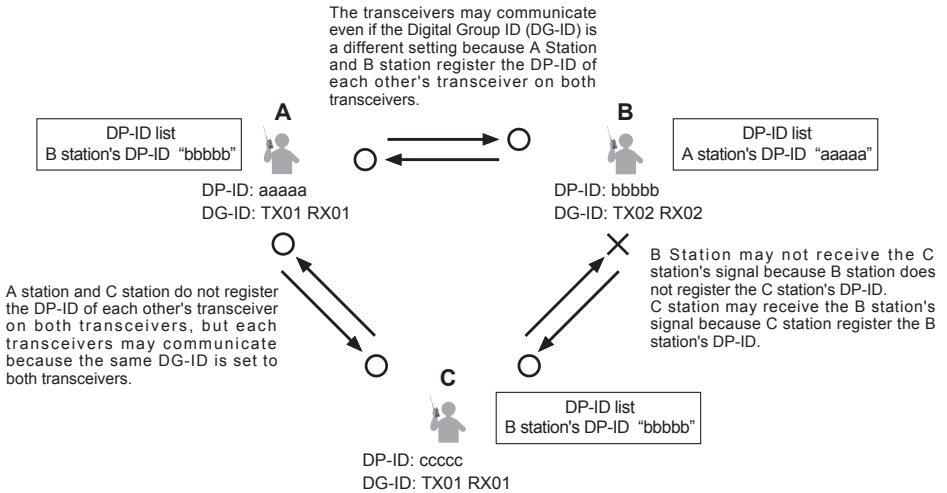 The transceivers may communicate
even if the Digital Group ID (DG-ID) is
a different setting because A Station
and B station register the DP-ID of
each other's transceiver on both
transceivers.
A
B
DP-ID list
B station's DP-ID “bbbbb”
DP-ID list
A station's DP-ID “aaaaa”
DP-ID: aaaaa
DG-ID: TX01 RX01
DP-ID: bbbbb
DG-ID: TX02 RX02
A station and C station do not register
the DP-ID of each other's transceiver
on both transceivers, but each
transceivers may communicate
because the same DG-ID is set to
both transceivers.
B Station may not receive the C
station's signal because B station does
not register the C station's DP-ID.
C station may receive the B station's
signal because C station register the B
station's DP-ID.
C
DP-ID list
B station's DP-ID “bbbbb”
DP-ID: ccccc
DG-ID: TX01 RX01